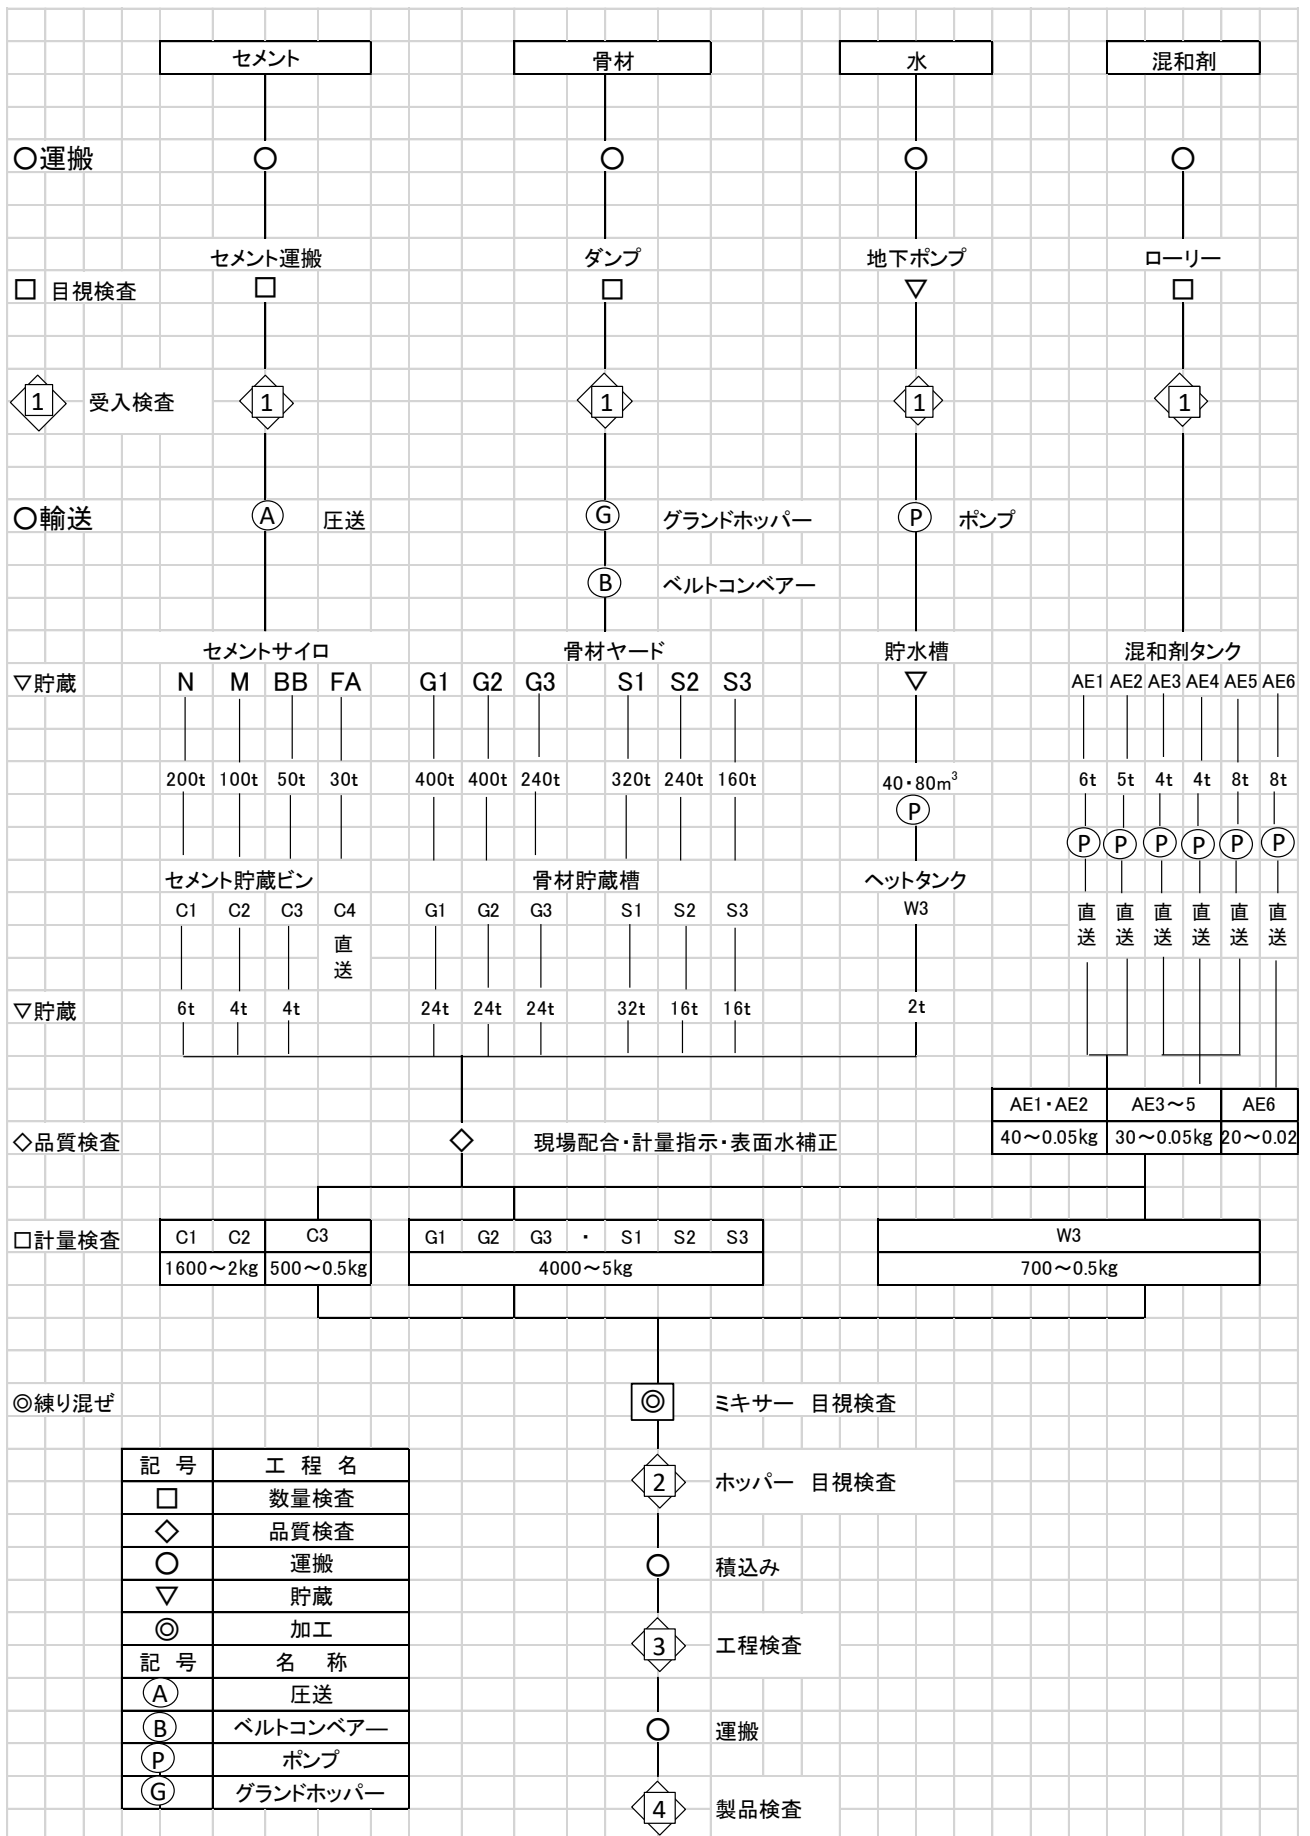 セメント 骨材 水 混和剤
○運搬
セメント運搬 ダンプ 地下ポンプ ローリー
□ 目視検査
1 受入検査 1 1 1 1
○輸送 A 圧送 G グランドホッパー P ポンプ
B ベルトコンベアー
セメントサイロ 骨材ヤード 貯水槽 混和剤タンク
▽貯蔵 N M BB FA G1 G2 G3 S1 S2 S3 ▽ AE1 AE2 AE3 AE4 AE5 AE6
200t 100t 50t 30t 400t 400t 240t 320t 240t 160t 40・80m³ 6t 5t 4t 4t 8t 8t
P P P P P P P
セメント貯蔵ビン 骨材貯蔵槽 ヘットタンク
C1 C2 C3 C4 G1 G2 G3 S1 S2 S3 W3 直送 直送 直送 直送 直送 直送
直送
▽貯蔵 6t 4t 4t 24t 24t 24t 32t 16t 16t 2t
AE1・AE2 AE3～5 AE6
40～0.05kg 30～0.05kg 20～0.02
◇品質検査 ◇ 現場配合・計量指示・表面水補正
□計量検査 C1 C2 C3 G1 G2 G3 ・ S1 S2 S3 W3
1600～2kg 500～0.5kg 4000～5kg 700～0.5kg
◎練り混ぜ ◎ ミキサー 目視検査
2 ホッパー 目視検査
○ 積込み
3 工程検査
○ 運搬
4 製品検査
記 号 工 程 名
□ 数量検査
◇ 品質検査
○ 運搬
▽ 貯蔵
◎ 加工
記 号 名 称
A 圧送
B ベルトコンベアー
P ポンプ
G グランドホッパー